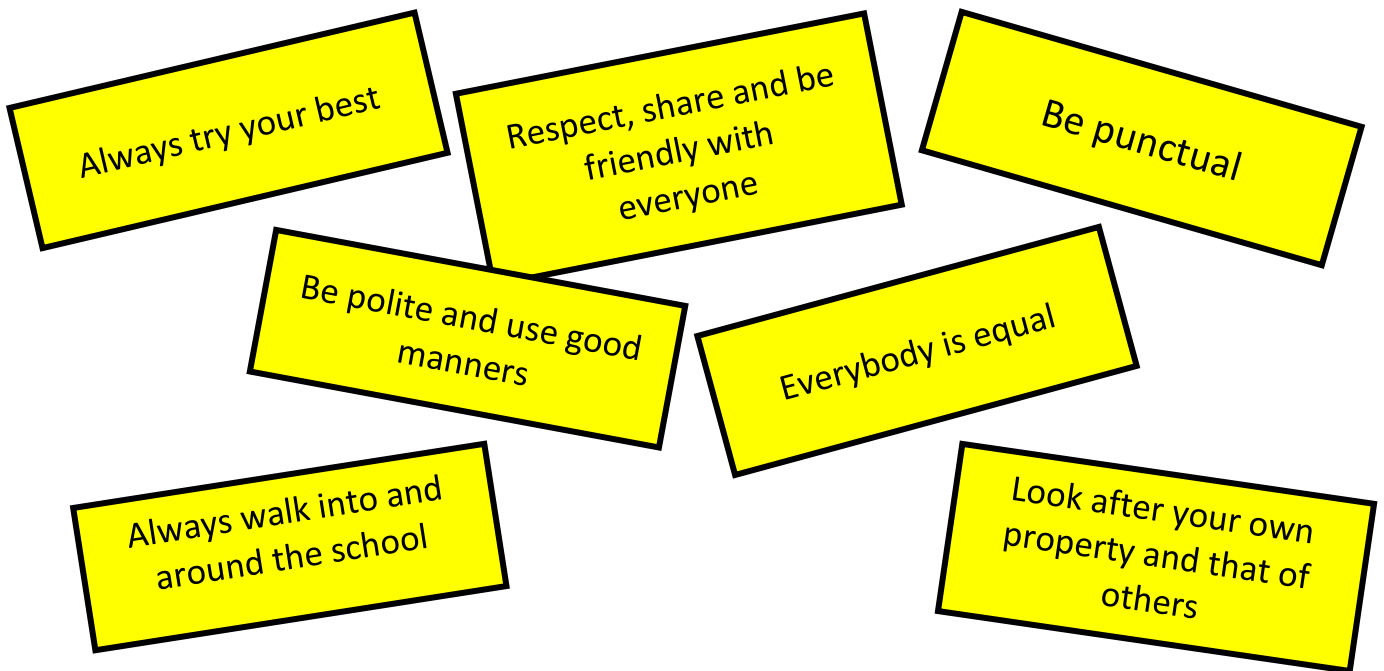 Always try your best
Respect, share and be
friendly with
everyone
Be punctual
Be polite and use good
manners
Everybody is equal
Always walk into and
around the school
Look after your own
property and that of
others